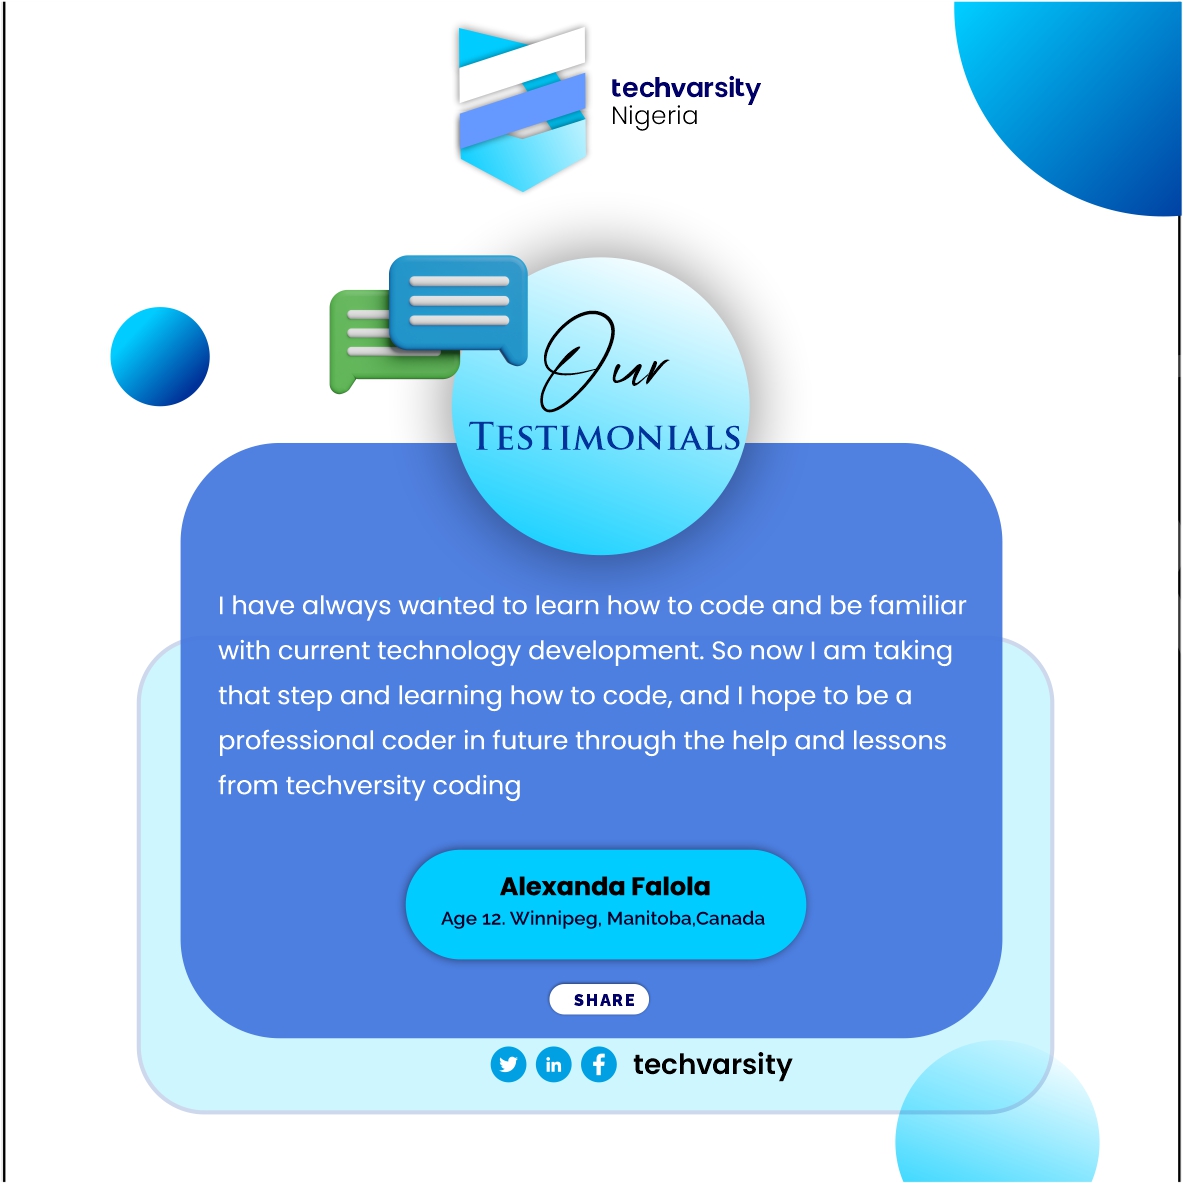 techvarsity
Nigeria
Our
TESTIMONIALS
I have always wanted to learn how to code and be familiar
with current technology development. So now I am taking
that step and learning how to code, and I hope to be a
professional coder in future through the help and lessons
from techversity coding
Alexanda Falola
Age 12. Winnipeg, Manitoba,Canada
SHARE
in f techvarsity